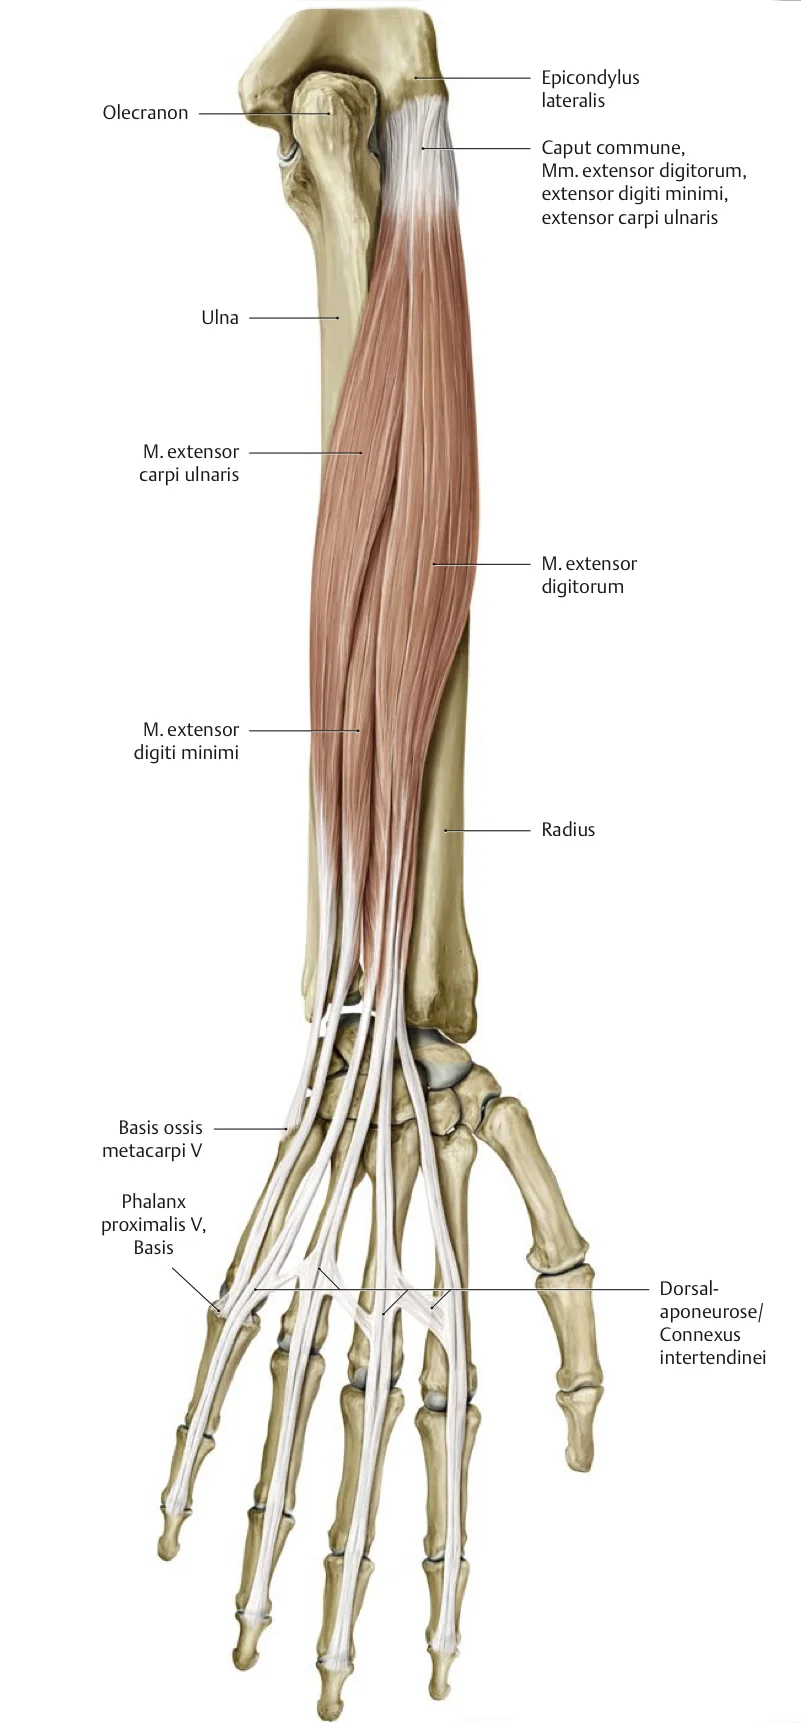 Epicondylus
lateralis
Olecranon
Caput commune,
Mm. extensor digitorum,
extensor digiti minimi,
extensor carpi ulnaris
Ulna
M. extensor
carpi ulnaris
M. extensor
digitorum
M. extensor
digiti minimi
Radius
Basis ossis
metacarpi V
Phalanx
proximalis V,
Basis
Dorsal-
aponeurose/
Connexus
intertendinei